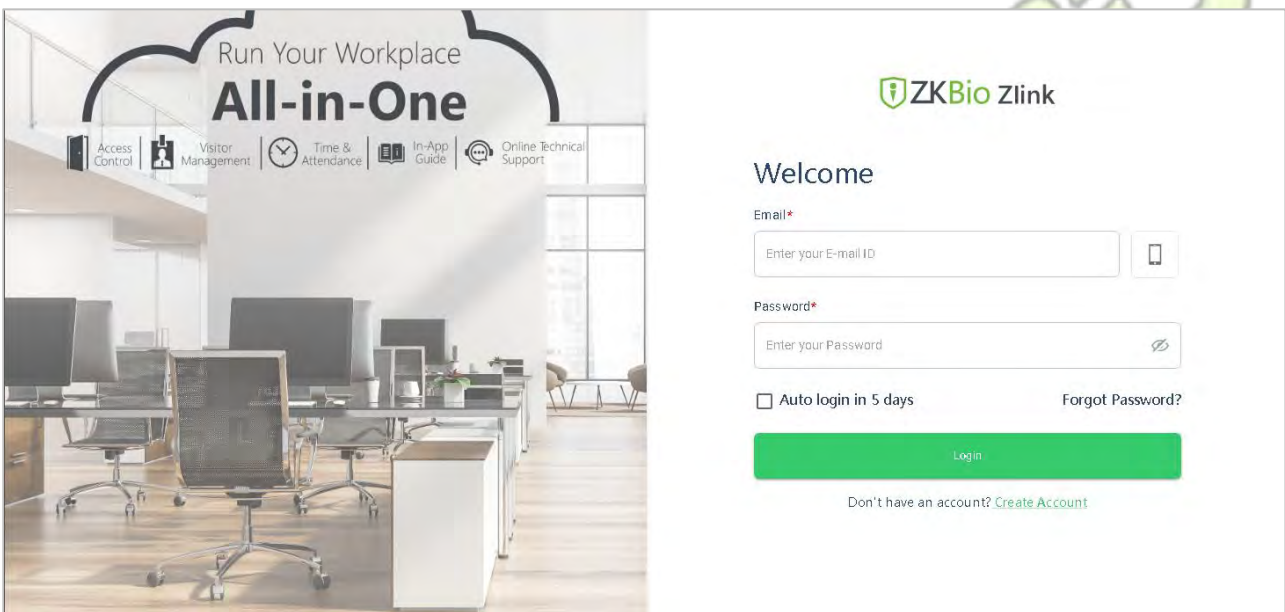 Run Your Workplace
All-in-One
Access
Control
Visitor
Management
Time &
Attendance
In-App
Guide
Online Technical
Support
ZKBio Zlink
Welcome
Email*
Enter your E-mail ID
Password*
Enter your Password
Auto login in 5 days
Forgot Password?
Login
Don't have an account? Create Account